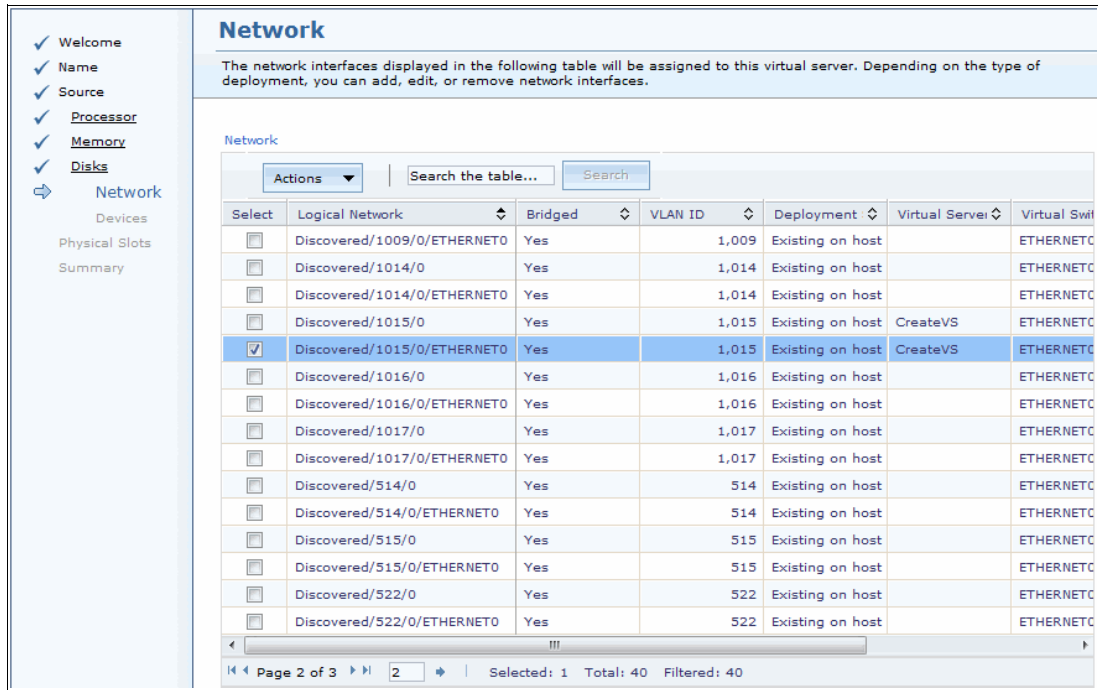 Welcome
Name
Source
Processor
Memory
Disks
Network
Devices
Physical Slots
Summary
Network
The network interfaces displayed in the following table will be assigned to this virtual server. Depending on the type of
deployment, you can add, edit, or remove network interfaces.
Network
Actions Search the table... Search
Select Logical Network Bridged VLAN ID Deployment Virtual Server Virtual Swit
Discovered/1009/0/ETHERNET0 Yes 1,009 Existing on host ETHERNET0
Discovered/1014/0 Yes 1,014 Existing on host ETHERNET0
Discovered/1014/0/ETHERNET0 Yes 1,014 Existing on host ETHERNET0
Discovered/1015/0 Yes 1,015 Existing on host CreateVS ETHERNET0
Discovered/1015/0/ETHERNET0 Yes 1,015 Existing on host CreateVS ETHERNET0
Discovered/1016/0 Yes 1,016 Existing on host ETHERNET0
Discovered/1016/0/ETHERNET0 Yes 1,016 Existing on host ETHERNET0
Discovered/1017/0 Yes 1,017 Existing on host ETHERNET0
Discovered/1017/0/ETHERNET0 Yes 1,017 Existing on host ETHERNET0
Discovered/514/0 Yes 514 Existing on host ETHERNET0
Discovered/514/0/ETHERNET0 Yes 514 Existing on host ETHERNET0
Discovered/515/0 Yes 515 Existing on host ETHERNET0
Discovered/515/0/ETHERNET0 Yes 515 Existing on host ETHERNET0
Discovered/522/0 Yes 522 Existing on host ETHERNET0
Discovered/522/0/ETHERNET0 Yes 522 Existing on host ETHERNET0
Page 2 of 3 2 Selected: 1 Total: 40 Filtered: 40